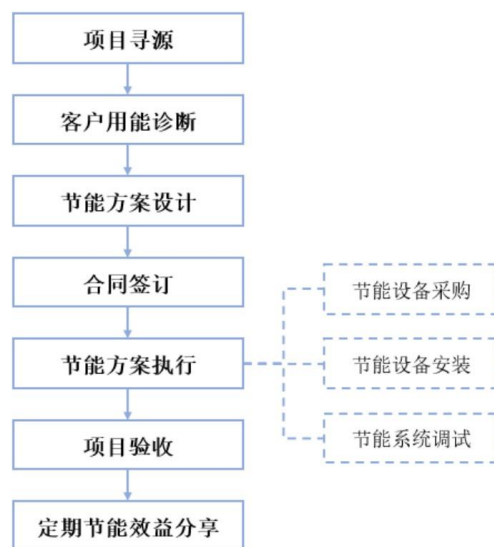 项目寻源
客户用能诊断
节能方案设计
合同签订
节能方案执行
节能设备采购
节能设备安装
节能系统调试
项目验收
定期节能效益分享